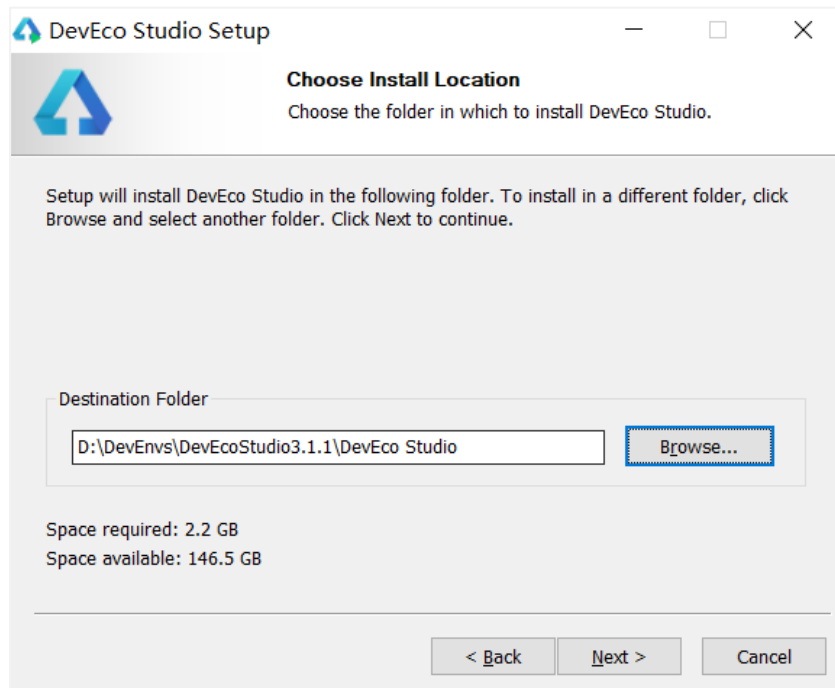 DevEco Studio Setup
Choose Install Location
Choose the folder in which to install DevEco Studio.
Setup will install DevEco Studio in the following folder. To install in a different folder, click
Browse and select another folder. Click Next to continue.
Destination Folder
D:\DevEnvs\DevEcoStudio3.1.1\DevEco Studio
Browse...
Space required: 2.2 GB
Space available: 146.5 GB
< Back
Next >
Cancel